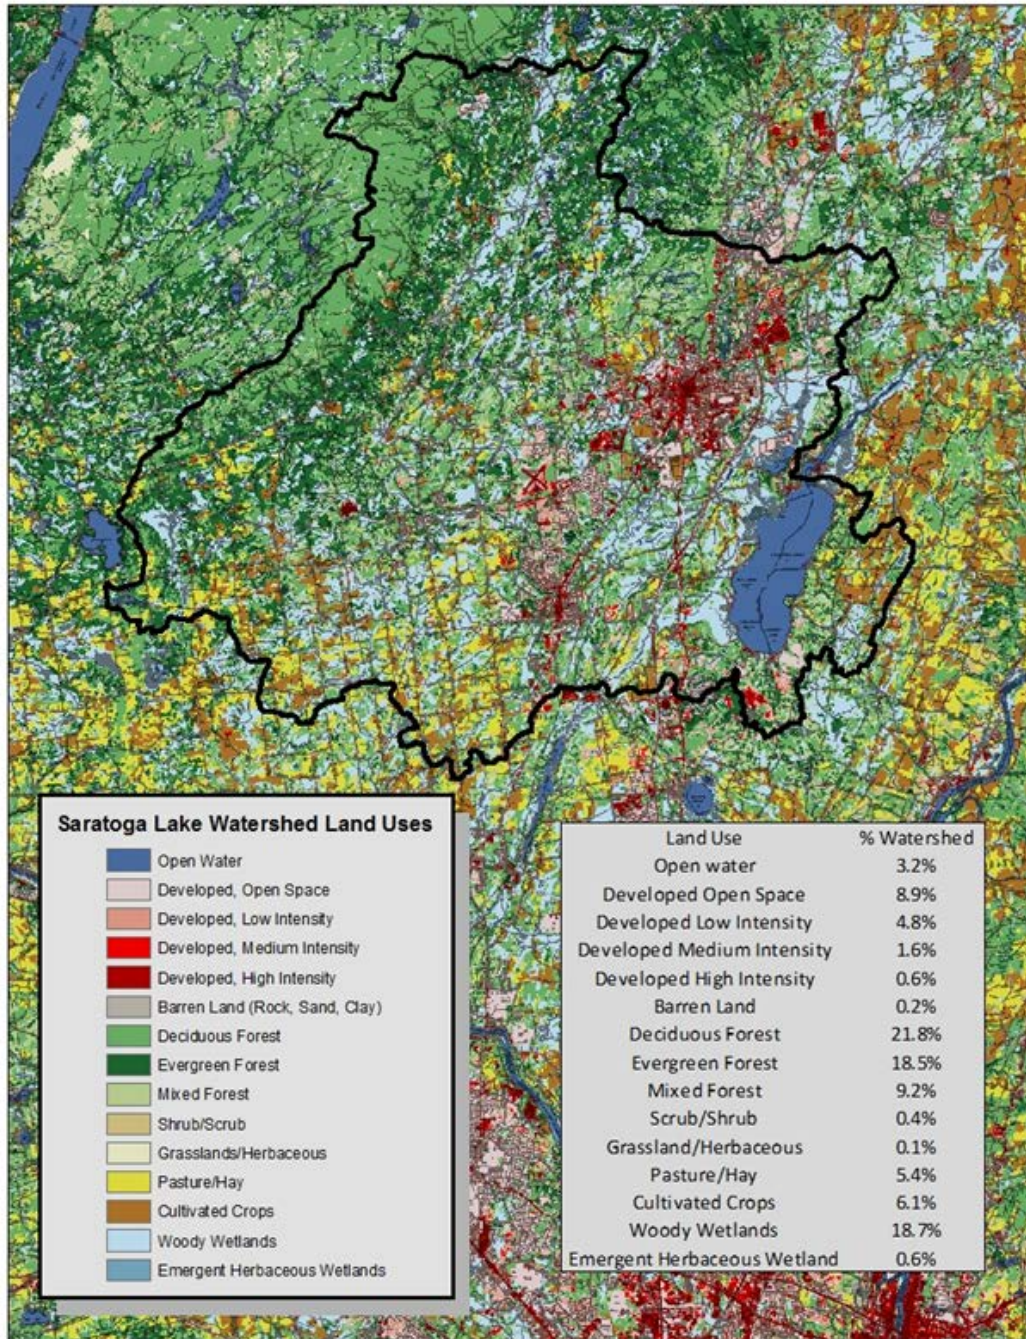 Saratoga Lake Watershed Land Uses
Open Water
Developed, Open Space
Developed, Low Intensity
Developed, Medium Intensity
Developed, High Intensity
Barren Land (Rock, Sand, Clay)
Deciduous Forest
Evergreen Forest
Mixed Forest
Shrub/Scrub
Grasslands/Herbaceous
Pasture/Hay
Cultivated Crops
Woody Wetlands
Emergent Herbaceous Wetlands
Land Use % Watershed
Open water 3.2%
Developed Open Space 8.9%
Developed Low Intensity 4.8%
Developed Medium Intensity 1.6%
Developed High Intensity 0.6%
Barren Land 0.2%
Deciduous Forest 21.8%
Evergreen Forest 18.5%
Mixed Forest 9.2%
Scrub/Shrub 0.4%
Grassland/Herbaceous 0.1%
Pasture/Hay 5.4%
Cultivated Crops 6.1%
Woody Wetlands 18.7%
Emergent Herbaceous Wetland 0.6%